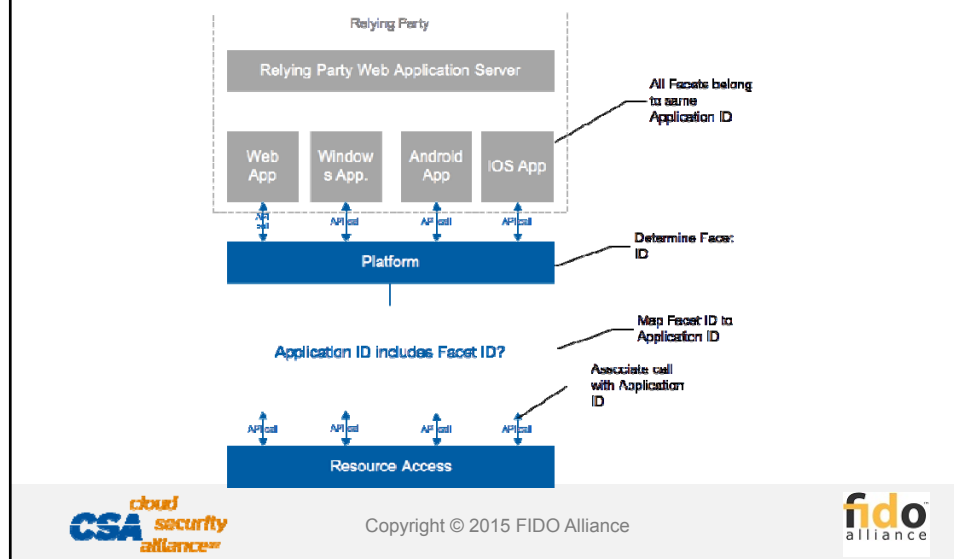 Relying Party
Relying Party Web Application Server
All Facets belong
to same
Application ID
Web
App
Window
s App.
Android
App
IOS App
API
call
API call
API call
API call
Determine Facet
ID
Platform
Map Facet ID to
Application ID
Application ID includes Facet ID?
Associate call
with Application
ID
API call
API call
API call
API call
Resource Access
cloud
CSA security
alliance
Copyright © 2015 FIDO Alliance
fido
alliance